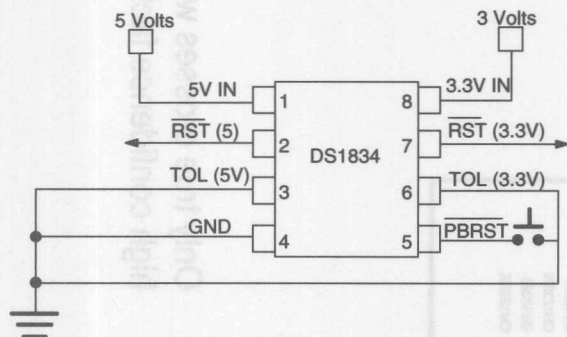 5 Volts
3 Volts
5V IN
1
8
3.3V IN
RST (5)
2
7
RST (3.3V)
DS1834
TOL (5V)
3
6
TOL (3.3V)
GND
4
5
PBRST